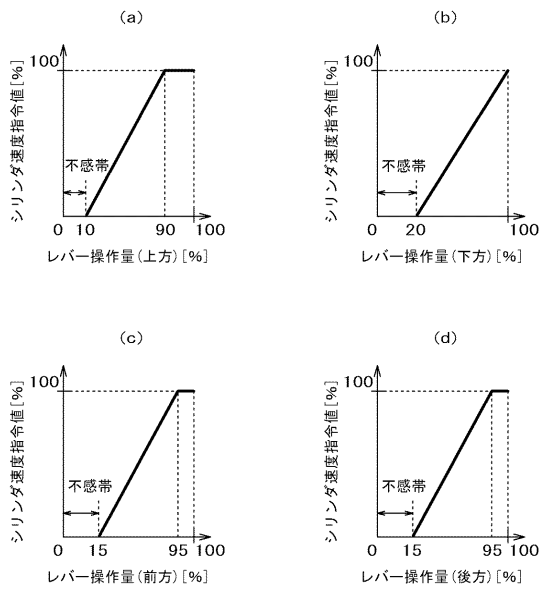 (a)
シリンダ速度指令値[%]
100
不感帯
0 10 90 100
レバー操作量(上方)[%]
(b)
シリンダ速度指令値[%]
100
不感帯
0 20 100
レバー操作量(下方)[%]
(c)
シリンダ速度指令値[%]
100
不感帯
0 15 95 100
レバー操作量(前方)[%]
(d)
シリンダ速度指令値[%]
100
不感帯
0 15 95 100
レバー操作量(後方)[%]